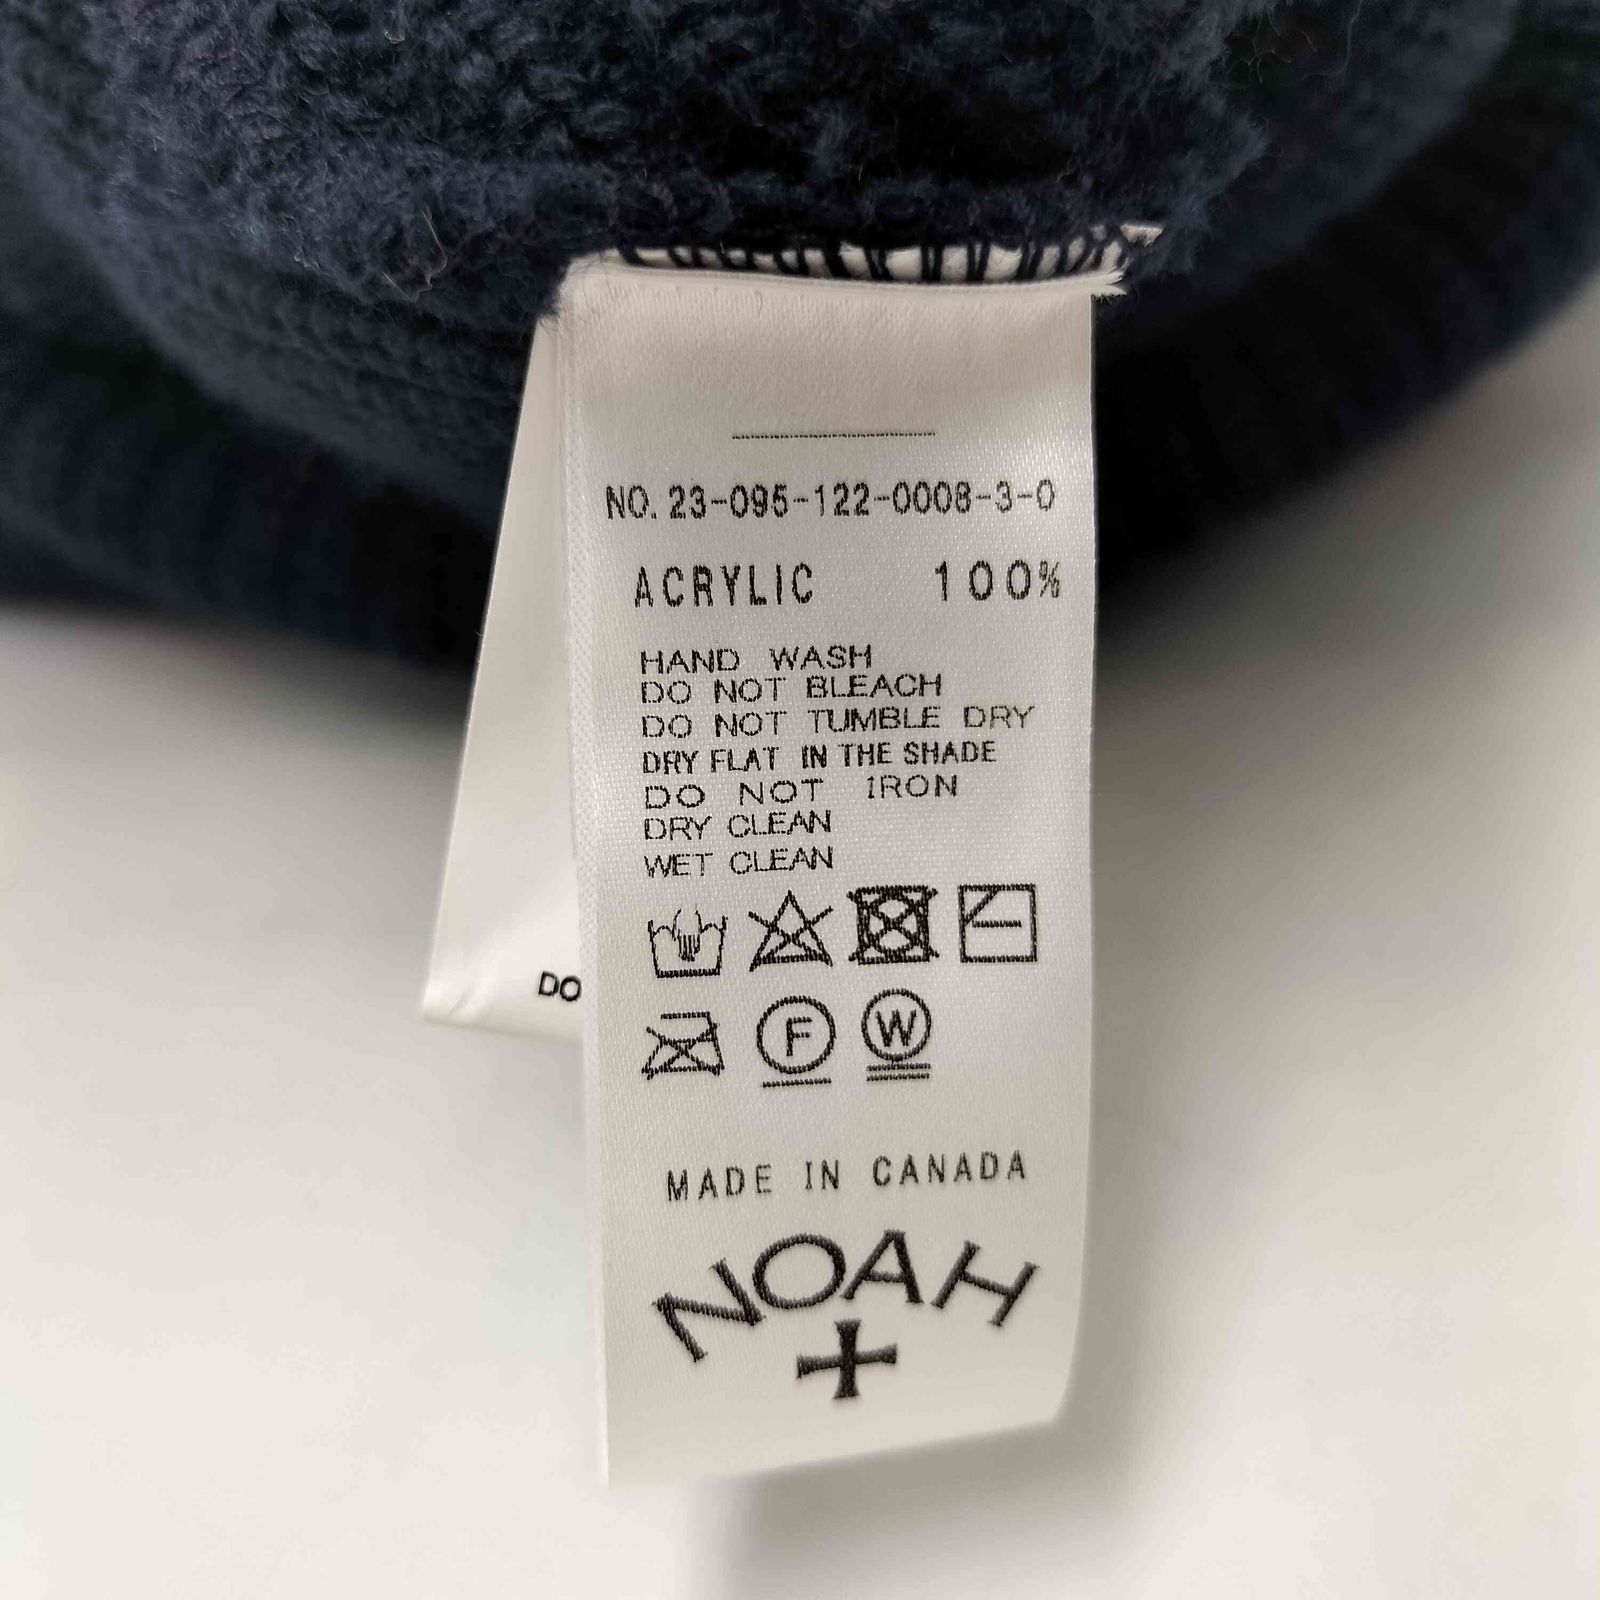 NO. 23-095-122-0008-3-0
ACRYLIC 100%
HAND WASH
DO NOT BLEACH
DO NOT TUMBLE DRY
DRY FLAT IN THE SHADE
DO NOT IRON
DRY CLEAN
WET CLEAN
F W
DO
MADE IN CANADA
NOAH